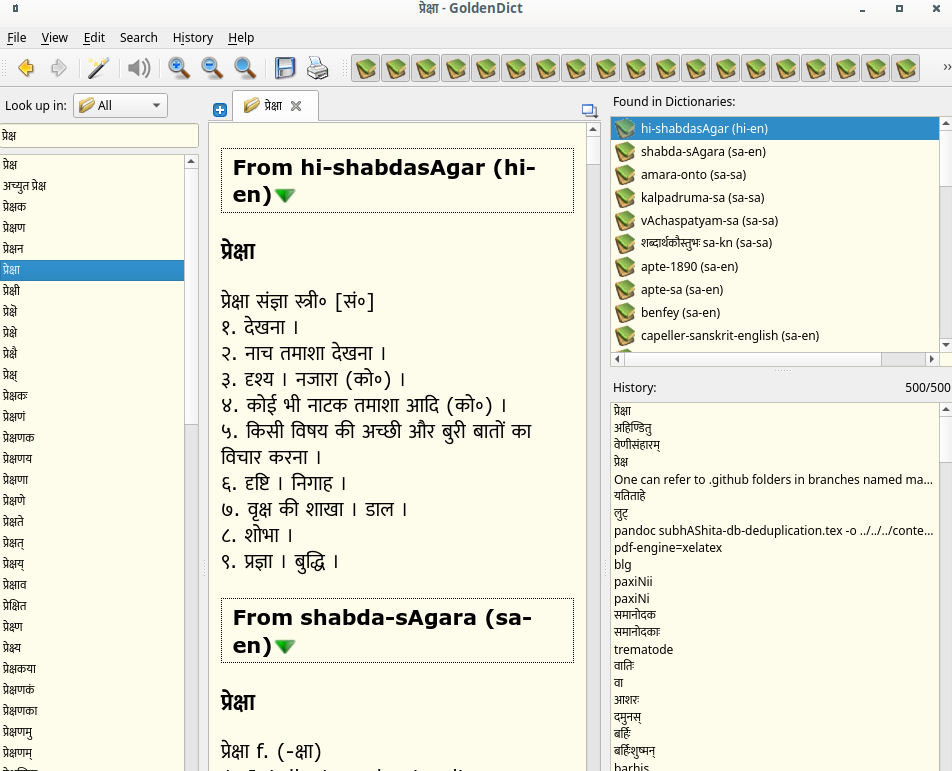 प्रेक्षा - GoldenDict
File View Edit Search History Help
Look up in: All
प्रेक्ष
प्रेक्ष
अच्युत प्रेक्ष
प्रेक्षक
प्रेक्षण
प्रेक्षन
प्रेक्षा
प्रेक्षी
प्रेक्षॆ
प्रेक्षे
प्रेक्षै
प्रेक्ष्
प्रेक्षकः
प्रेक्षणं
प्रेक्षणक
प्रेक्षणय
प्रेक्षणा
प्रेक्षणे
प्रेक्षते
प्रेक्षत्
प्रेक्षय्
प्रेक्षाव
प्रेक्षित
प्रेक्ष्ण
प्रेक्ष्य
प्रेक्षकया
प्रेक्षणकं
प्रेक्षणका
प्रेक्षणमु
प्रेक्षणम्
प्रेक्षा
From hi-shabdasAgar (hi-
en)
प्रेक्षा
प्रेक्षा संज्ञा स्त्री॰ [सं॰]
१. देखना ।
२. नाच तमाशा देखना ।
३. दृश्य । नजारा (को॰) ।
४. कोई भी नाटक तमाशा आदि (को॰) ।
५. किसी विषय की अच्छी और बुरी बातों का
विचार करना ।
६. दृष्टि । निगाह ।
७. वृक्ष की शाखा । डाल ।
८. शोभा ।
९. प्रज्ञा । बुद्धि ।
From shabda-sAgara (sa-
en)
प्रेक्षा
प्रेक्षा f. (-क्षा)
Found in Dictionaries:
hi-shabdasAgar (hi-en)
shabda-sAgara (sa-en)
amara-onto (sa-sa)
kalpadruma-sa (sa-sa)
vAchaspatyam-sa (sa-sa)
शब्दार्थकौस्तुभः sa-kn (sa-sa)
apte-1890 (sa-en)
apte-sa (sa-en)
benfey (sa-en)
capeller-sanskrit-english (sa-en)
History: 500/500
प्रेक्षा
अहिण्डितु
वेणीसंहारम्
प्रेक्ष
One can refer to .github folders in branches named ma...
यतिताहे
लुट्
pandoc subhAShita-db-deduplication.tex -o ../../../conte...
pdf-engine=xelatex
blg
paxiNii
paxiNi
समानोदक
समानोदकाः
trematode
वातिः
वा
आशरः
दमुनस्
बर्हिः
बर्हिःशुष्मन्
barhis